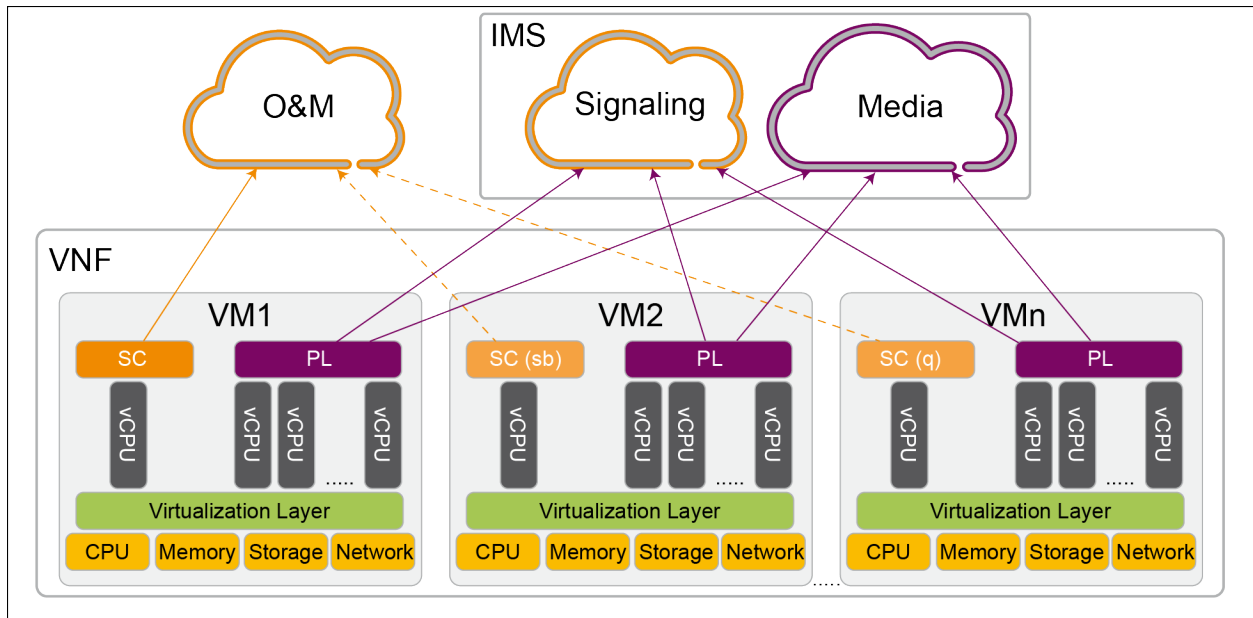 IMS
O&M
Signaling
Media
VNF
VM1
VM2
VMn
SC
PL
SC (sb)
PL
SC (q)
PL
vCPU
vCPU
vCPU
vCPU
vCPU
vCPU
vCPU
vCPU
vCPU
vCPU
vCPU
vCPU
.....
.....
.....
Virtualization Layer
Virtualization Layer
Virtualization Layer
CPU
Memory
Storage
Network
CPU
Memory
Storage
Network
CPU
Memory
Storage
Network
.....